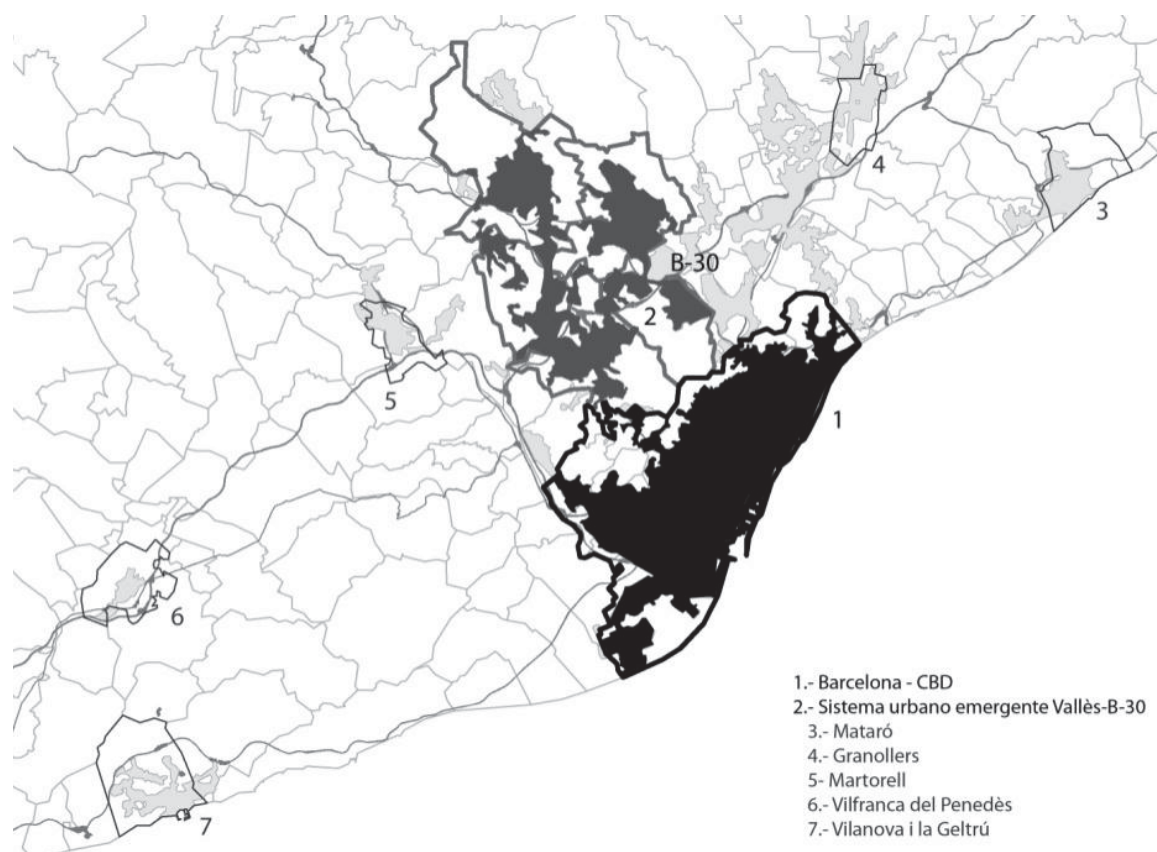 4
3
B-30
2
5
1
6
7
1.- Barcelona - CBD
2.- Sistema urbano emergente Vallès-B-30
3.- Mataró
4.- Granollers
5- Martorell
6.- Vilfranca del Penedès
7.- Vilanova i la Geltrú